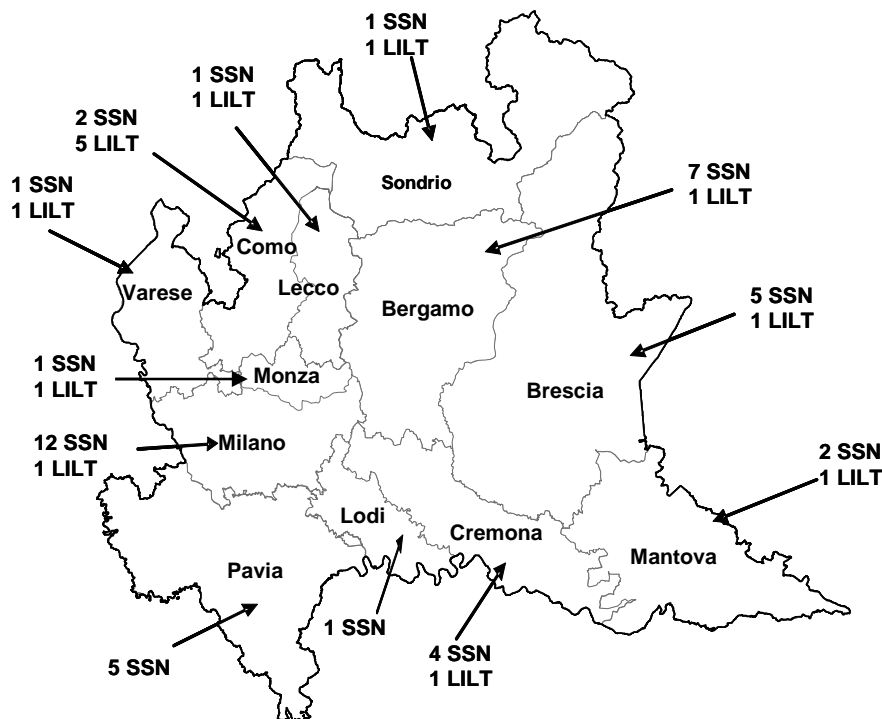 1 SSN
1 LILT
1 SSN
1 LILT
2 SSN
5 LILT
1 SSN
1 LILT
Sondrio
7 SSN
1 LILT
Como
Varese
Lecco
Bergamo
5 SSN
1 LILT
1 SSN
1 LILT
Monza
Brescia
12 SSN
1 LILT
Milano
2 SSN
1 LILT
Lodi
Cremona
Mantova
Pavia
1 SSN
5 SSN
4 SSN
1 LILT